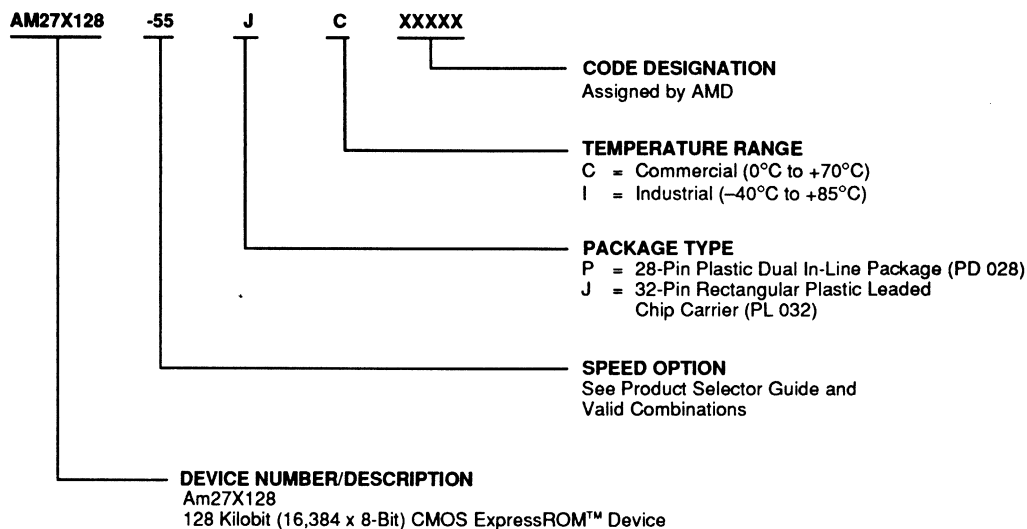 AM27X128 -55 J C XXXXX
CODE DESIGNATION
Assigned by AMD
TEMPERATURE RANGE
C = Commercial (0°C to +70°C)
I = Industrial (–40°C to +85°C)
PACKAGE TYPE
P = 28-Pin Plastic Dual In-Line Package (PD 028)
J = 32-Pin Rectangular Plastic Leaded
Chip Carrier (PL 032)
SPEED OPTION
See Product Selector Guide and
Valid Combinations
DEVICE NUMBER/DESCRIPTION
Am27X128
128 Kilobit (16,384 x 8-Bit) CMOS ExpressROM™ Device